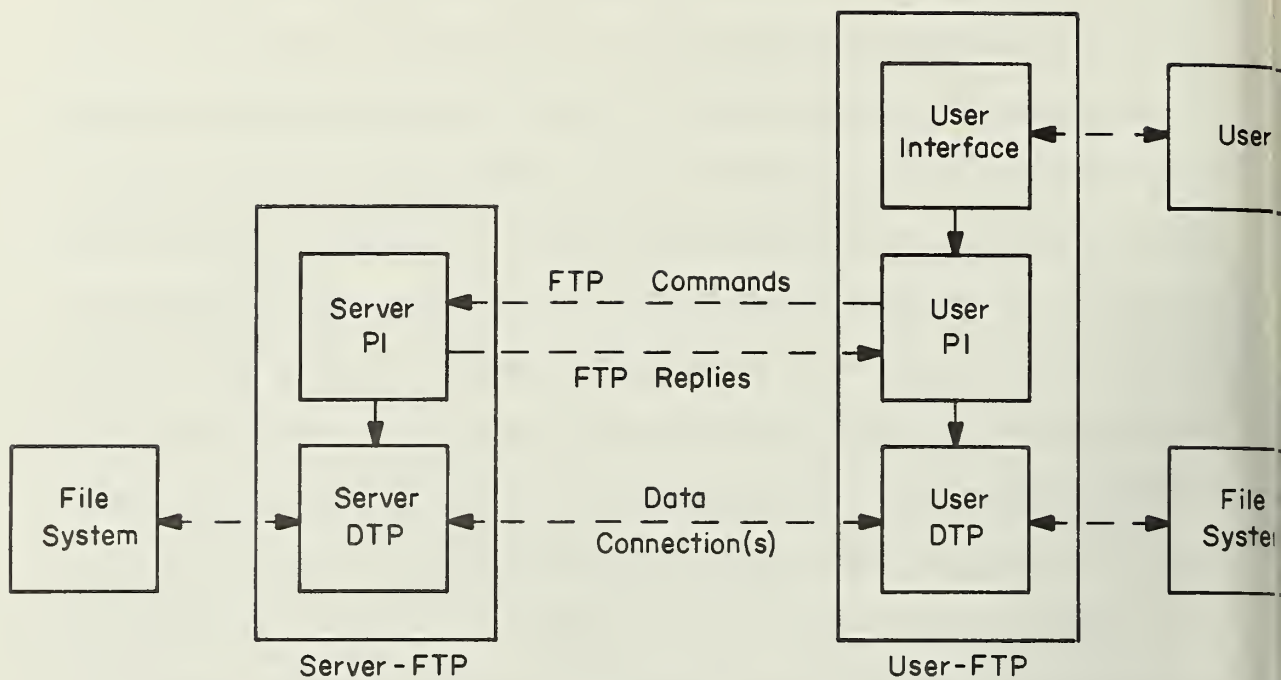 User
Interface
User
FTP Commands
Server
PI
User
PI
FTP Replies
File
System
Server
DTP
Data
Connection(s)
User
DTP
File
Server-FTP
User-FTP